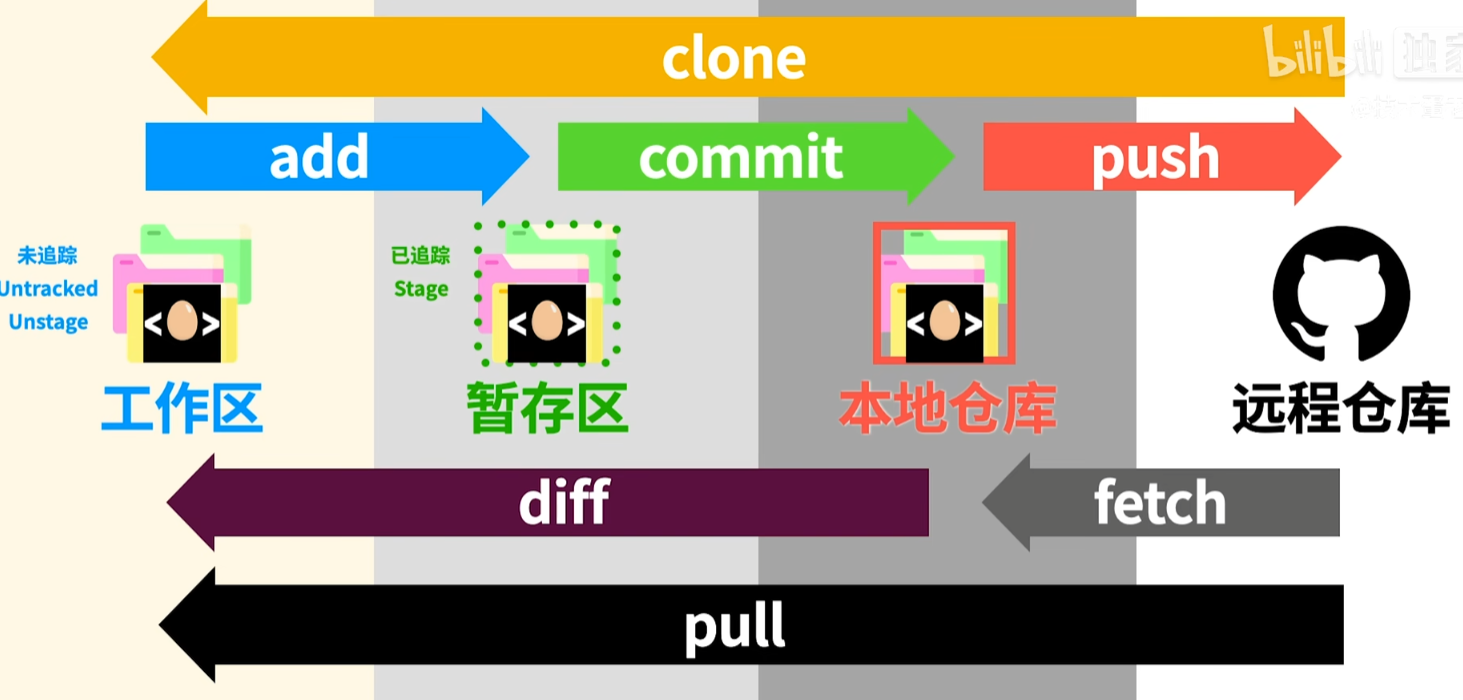 clone
bilibili 独家
add
commit
push
未追踪
Untracked
Unstage
已追踪
Stage
< >
< >
< >
工作区
暂存区
本地仓库
远程仓库
diff
fetch
pull